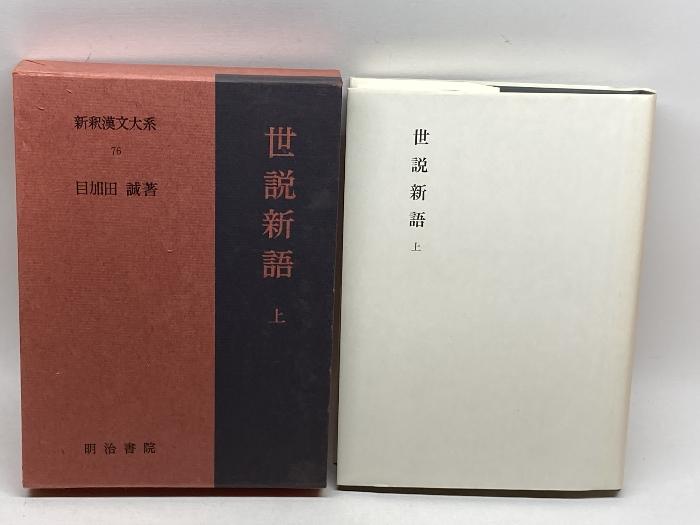 新釈漢文大系
76
目加田 誠著
世説新語 上
明治書院
世説新語 上